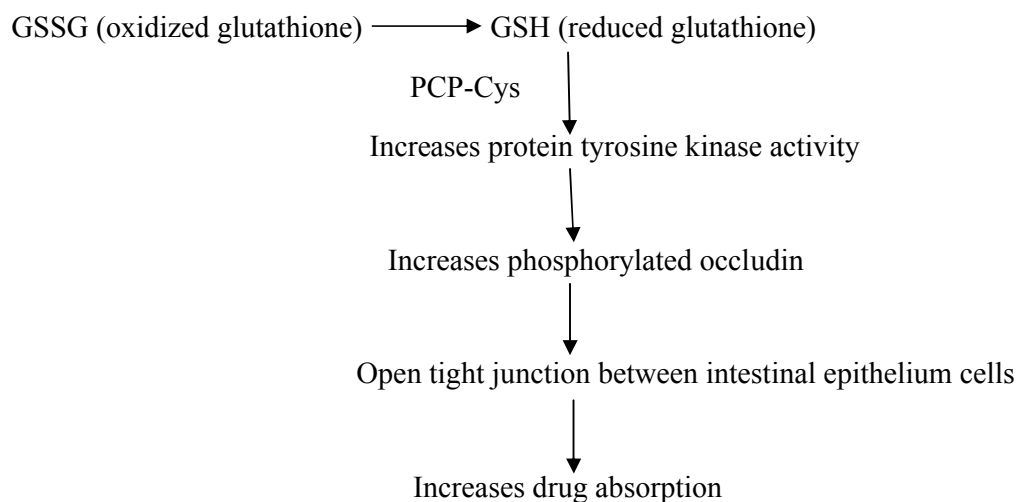 GSSG (oxidized glutathione) GSH (reduced glutathione)
PCP-Cys
Increases protein tyrosine kinase activity
Increases phosphorylated occludin
Open tight junction between intestinal epithelium cells
Increases drug absorption